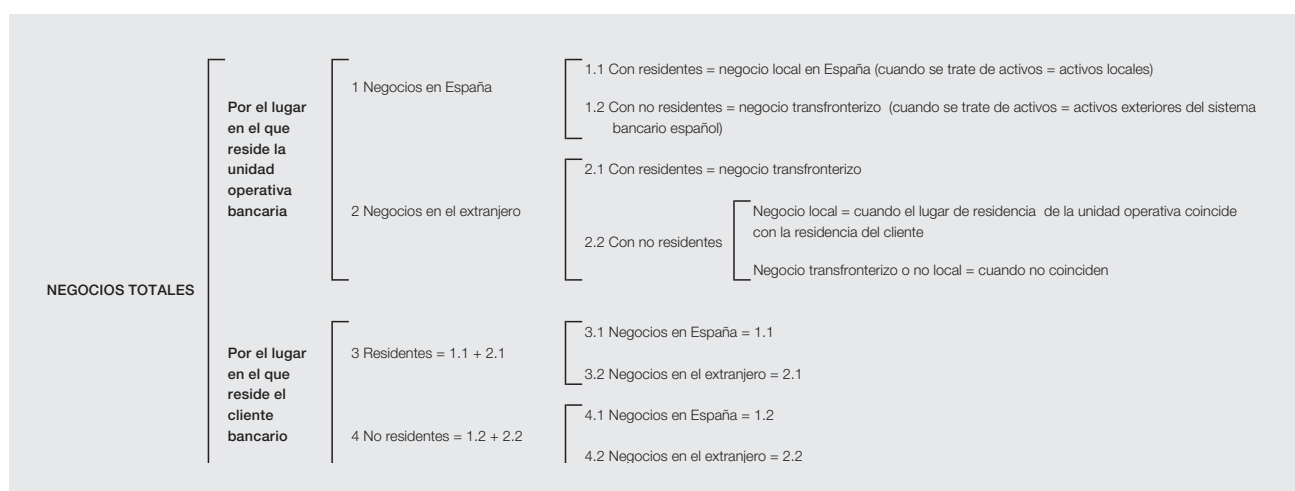 NEGOCIOS TOTALES
Por el lugar
en el que
reside la
unidad
operativa
bancaria
1 Negocios en España
1.1 Con residentes = negocio local en España (cuando se trate de activos = activos locales)
1.2 Con no residentes = negocio transfronterizo (cuando se trate de activos = activos exteriores del sistema
bancario español)
2 Negocios en el extranjero
2.1 Con residentes = negocio transfronterizo
2.2 Con no residentes
Negocio local = cuando el lugar de residencia de la unidad operativa coincide
con la residencia del cliente
Negocio transfronterizo o no local = cuando no coinciden
Por el lugar
en el que
reside el
cliente
bancario
3 Residentes = 1.1 + 2.1
3.1 Negocios en España = 1.1
3.2 Negocios en el extranjero = 2.1
4 No residentes = 1.2 + 2.2
4.1 Negocios en España = 1.2
4.2 Negocios en el extranjero = 2.2